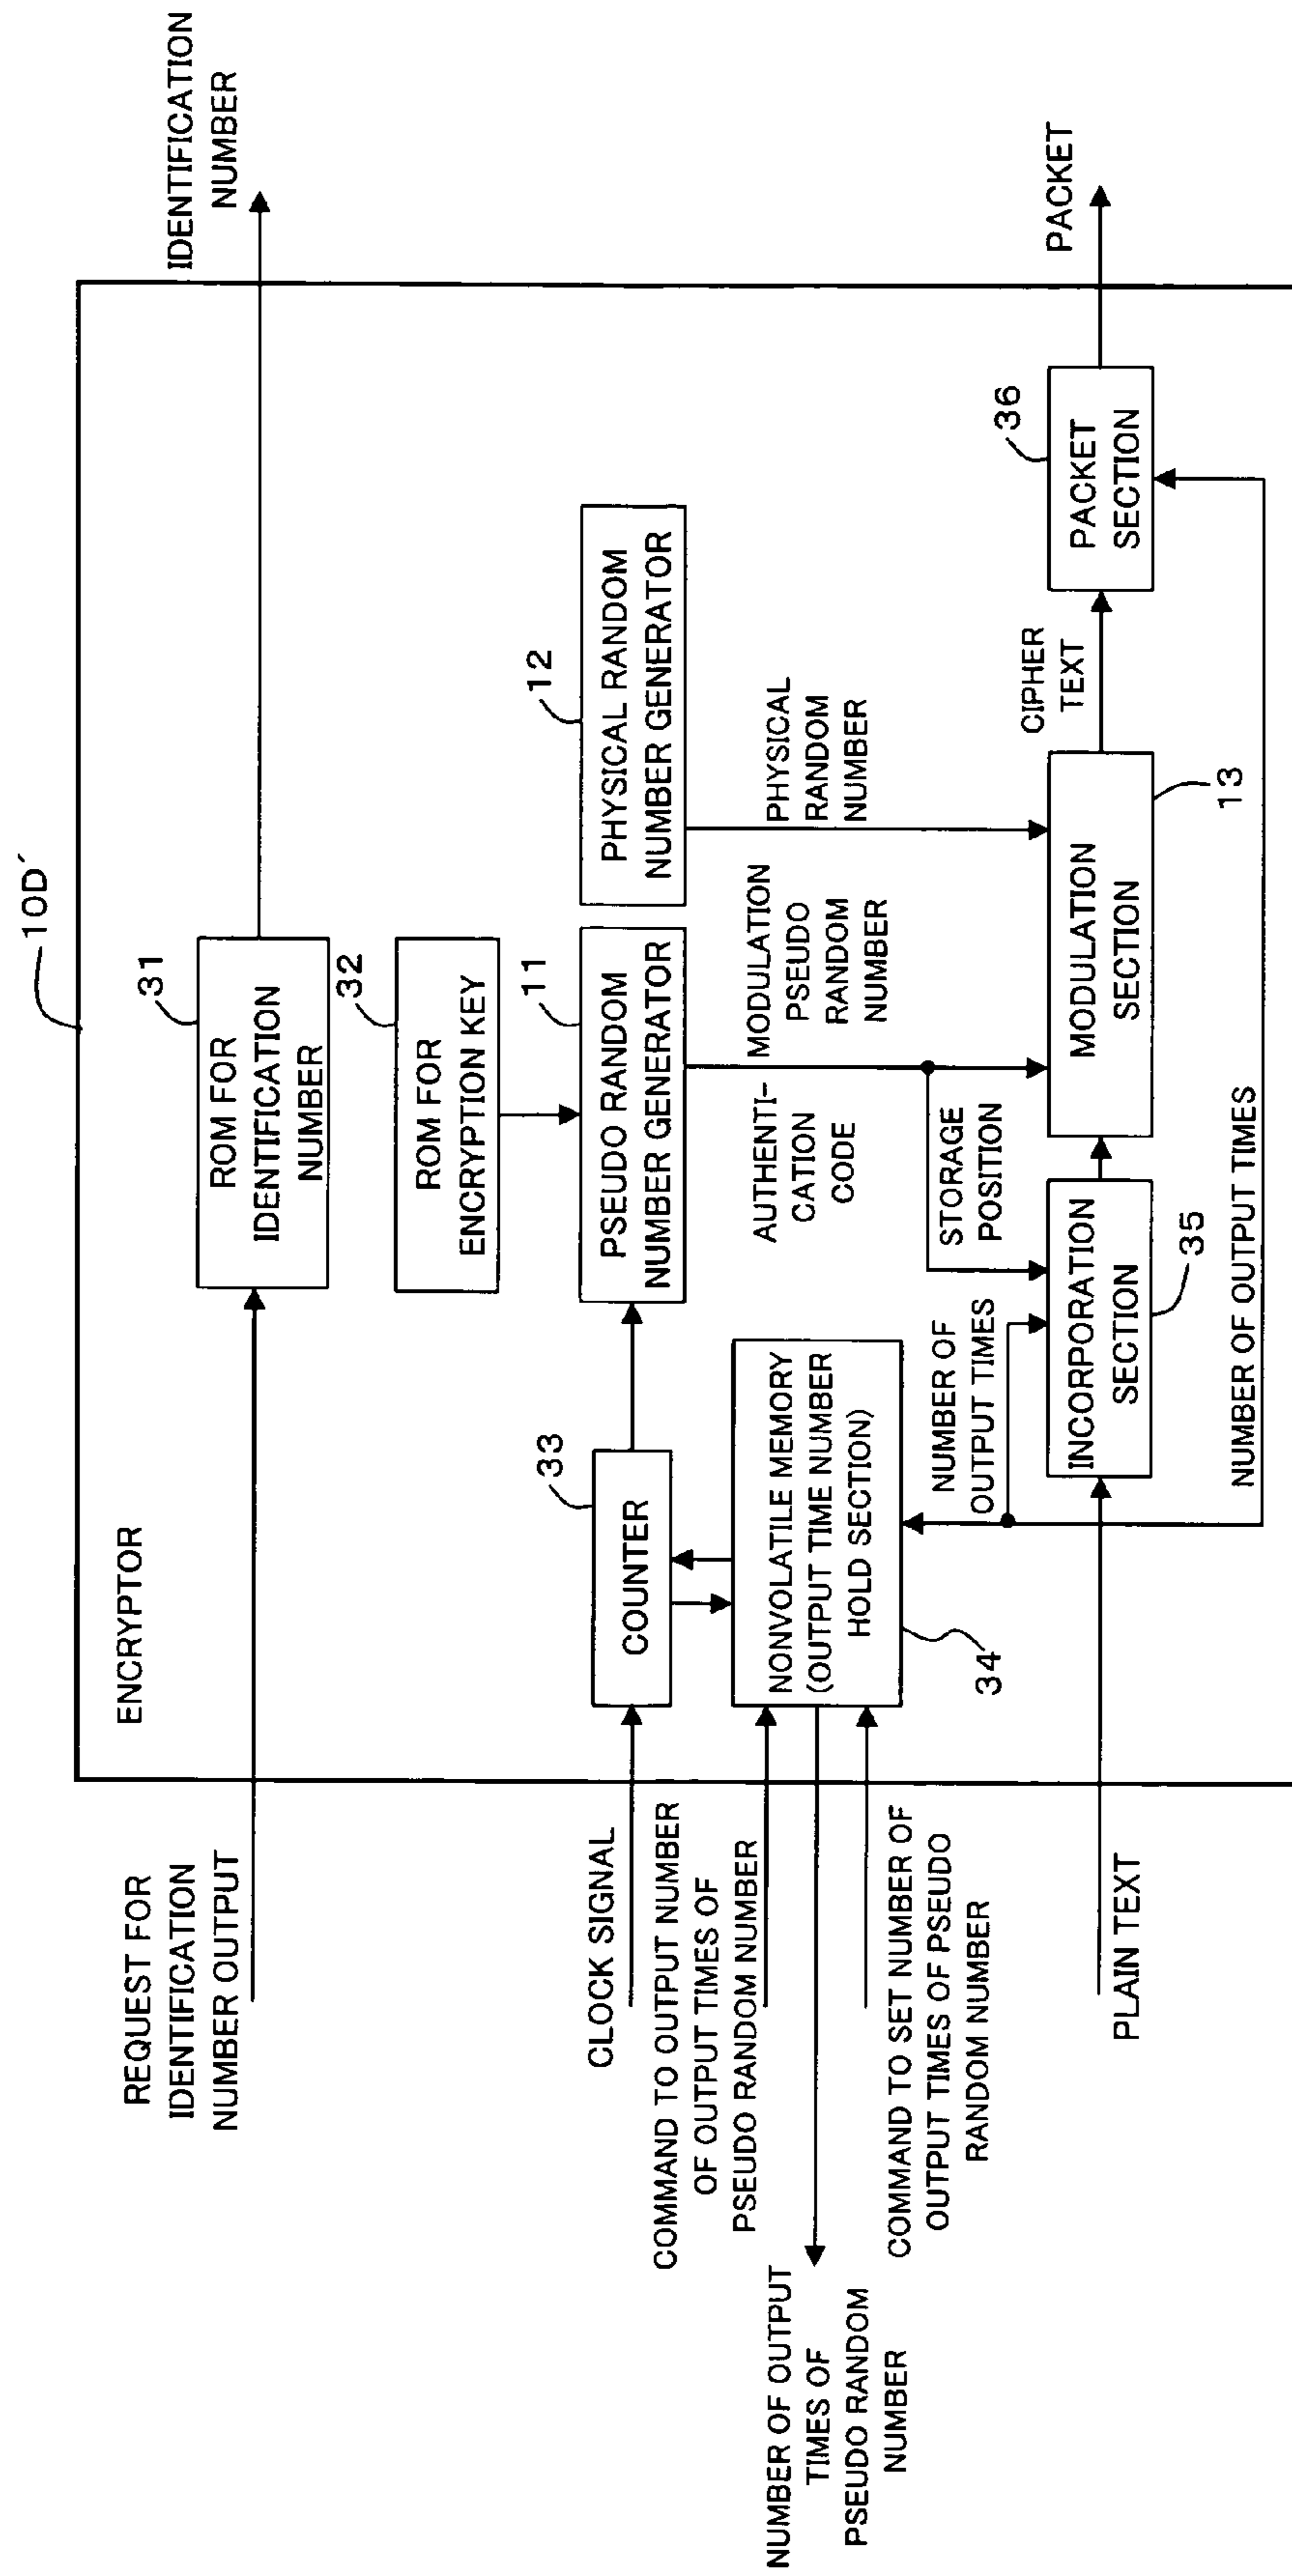 10D´
ENCRYPTOR
REQUEST FOR
IDENTIFICATION
NUMBER OUTPUT
31
ROM FOR
IDENTIFICATION
NUMBER
IDENTIFICATION
NUMBER
32
ROM FOR
ENCRYPTION KEY
CLOCK SIGNAL
33
COUNTER
11
PSEUDO RANDOM
NUMBER GENERATOR
12
PHYSICAL RANDOM
NUMBER GENERATOR
COMMAND TO OUTPUT NUMBER
OF OUTPUT TIMES OF
PSEUDO RANDOM NUMBER
NUMBER OF OUTPUT
TIMES OF
PSEUDO RANDOM
NUMBER
COMMAND TO SET NUMBER OF
OUTPUT TIMES OF PSEUDO
RANDOM NUMBER
NONVOLATILE MEMORY
(OUTPUT TIME NUMBER
HOLD SECTION)
34
AUTHENTI-
CATION
CODE
MODULATION
PSEUDO
RANDOM
NUMBER
PHYSICAL
RANDOM
NUMBER
NUMBER OF
OUTPUT TIMES
STORAGE
POSITION
PLAIN TEXT
INCORPORATION
SECTION
35
MODULATION
SECTION
13
CIPHER
TEXT
36
PACKET
SECTION
PACKET
NUMBER OF OUTPUT TIMES